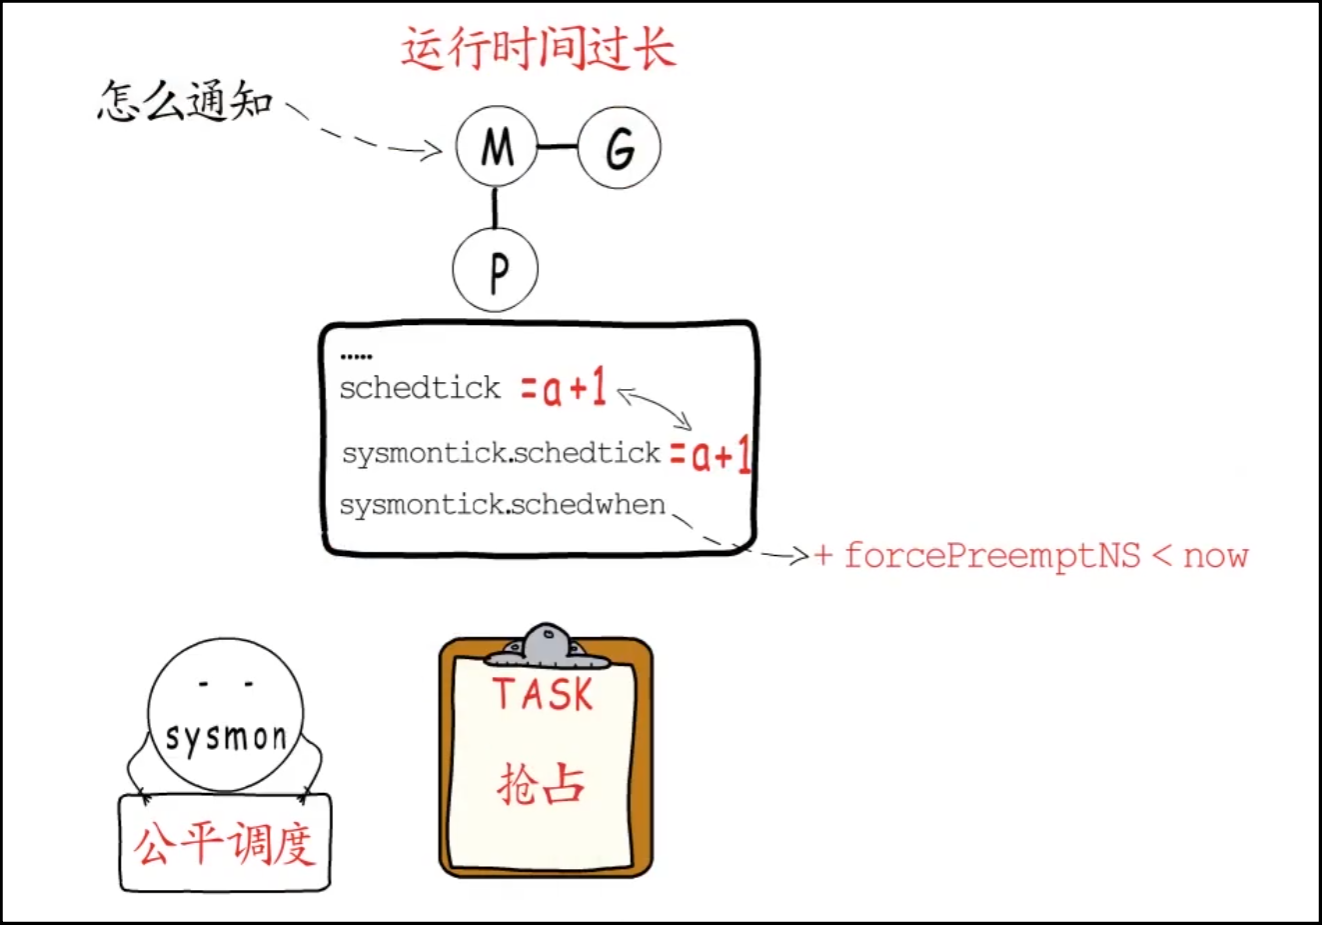 运行时间过长
怎么通知
M
G
P
.....
schedtick =a+1
sysmontick.schedtick =a+1
sysmontick.schedwhen
+ forcePreemptNS < now
sysmon
公平调度
TASK
抢占